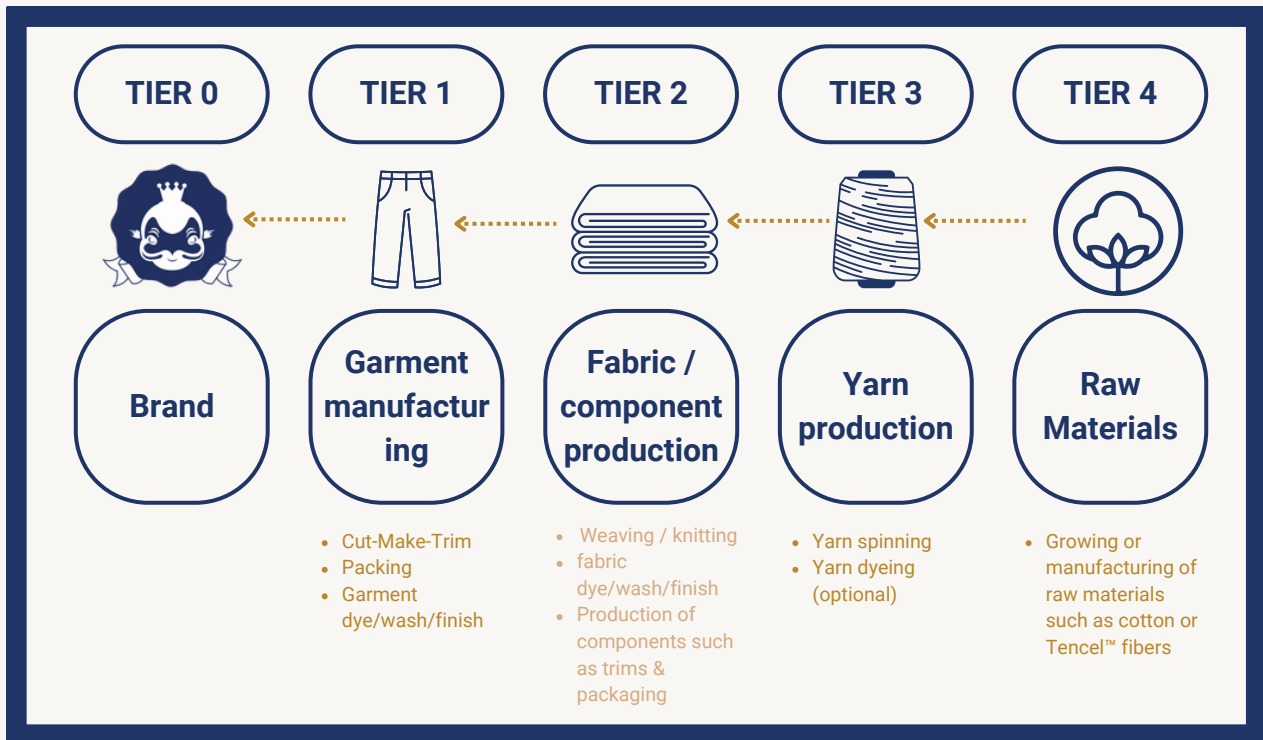 TIER 0
TIER 1
TIER 2
TIER 3
TIER 4
Brand
Garment
manufactur
ing
Fabric /
component
production
Yarn
production
Raw
Materials
• Cut-Make-Trim
• Packing
• Garment
dye/wash/finish
• Weaving / knitting
• fabric
dye/wash/finish
• Production of
components such
as trims &
packaging
• Yarn spinning
• Yarn dyeing
(optional)
• Growing or
manufacturing of
raw materials
such as cotton or
Tencel™ fibers